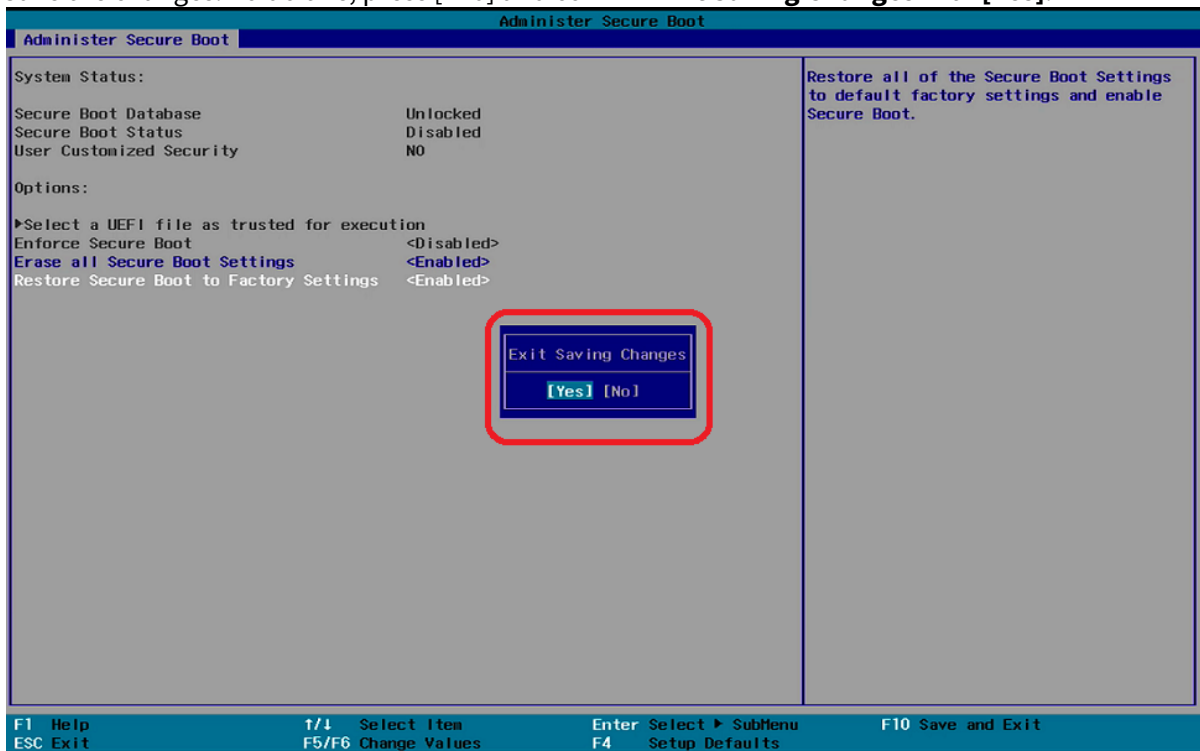 Administer Secure Boot
Administer Secure Boot
System Status:
Secure Boot Database Unlocked
Secure Boot Status Disabled
User Customized Security NO
Options:
▶Select a UEFI file as trusted for execution
Enforce Secure Boot <Disabled>
Erase all Secure Boot Settings <Enabled>
Restore Secure Boot to Factory Settings <Enabled>
Restore all of the Secure Boot Settings
to default factory settings and enable
Secure Boot.
Exit Saving Changes
[Yes] [No]
F1 Help ↑/↓ Select Item Enter Select ▶ SubMenu F10 Save and Exit
ESC Exit F5/F6 Change Values F4 Setup Defaults